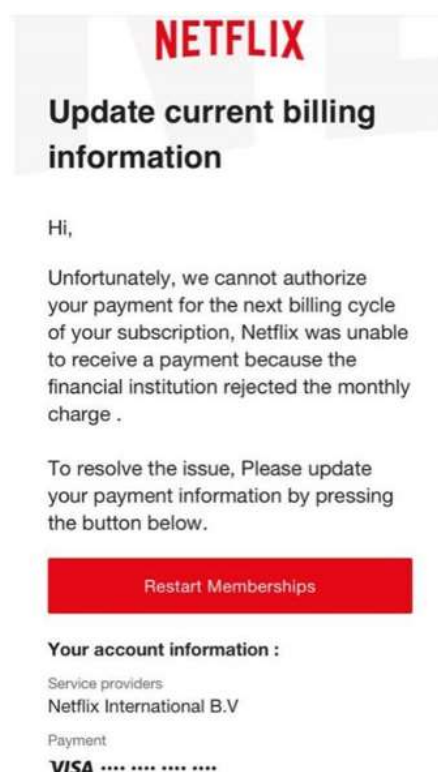 NETFLIX
Update current billing
information
Hi,
Unfortunately, we cannot authorize
your payment for the next billing cycle
of your subscription, Netflix was unable
to receive a payment because the
financial institution rejected the monthly
charge .
To resolve the issue, Please update
your payment information by pressing
the button below.
Restart Memberships
Your account information :
Service providers
Netflix International B.V
Payment
VISA •••• •••• •••• ••••